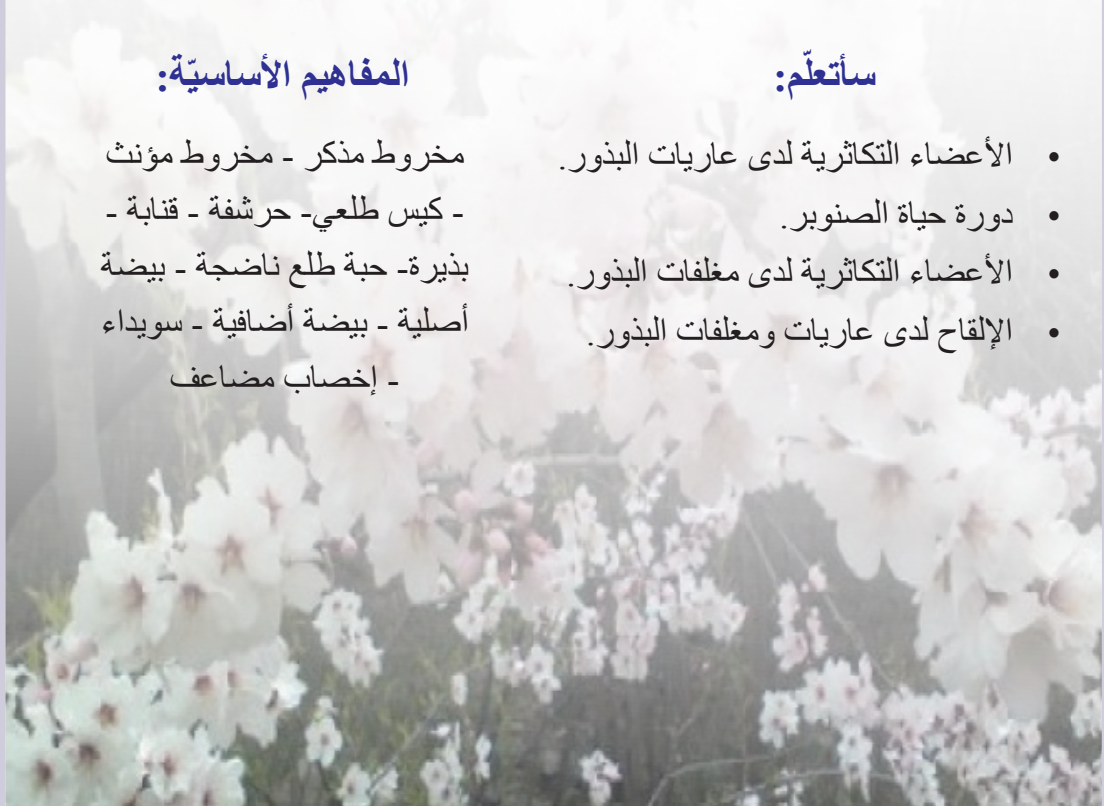 سأتعلّم:
• الأعضاء التكاثرية لدى عاريات البذور.
• دورة حياة الصنوبر.
• الأعضاء التكاثرية لدى مغلفات البذور.
• الإلقاح لدى عاريات ومغلفات البذور.
المفاهيم الأساسيّة:
مخروط مذكر - مخروط مؤنث
- كيس طلعي- حرشفة - قنابة -
بذيرة- حبة طلع ناضجة - بيضة
أصلية - بيضة أضافية - سويداء
- إخصاب مضاعف